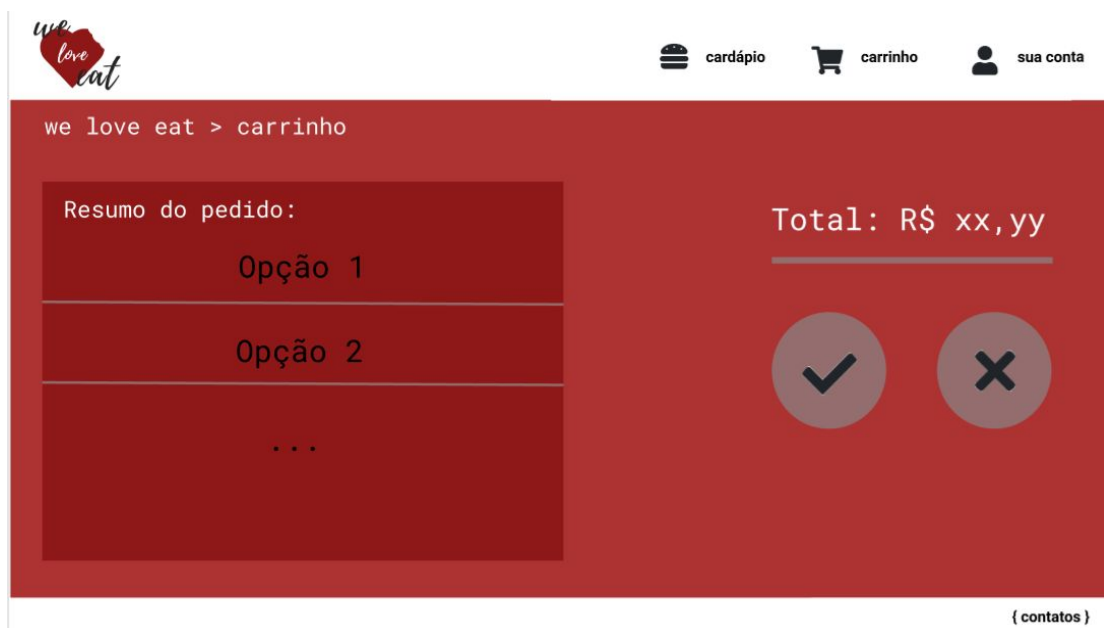 we
love
eat
cardápio
carrinho
sua conta
we love eat > carrinho
Resumo do pedido:
Opção 1
Opção 2
...
Total: R$ xx,yy
{ contatos }